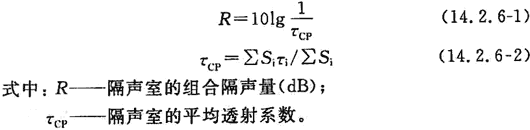 R=10lg 1/τCP (14.2.6-1)
τCP=ΣSiτi/ΣSi (14.2.6-2)
式中：R——隔声室的组合隔声量(dB)；
τCP——隔声室的平均透射系数。